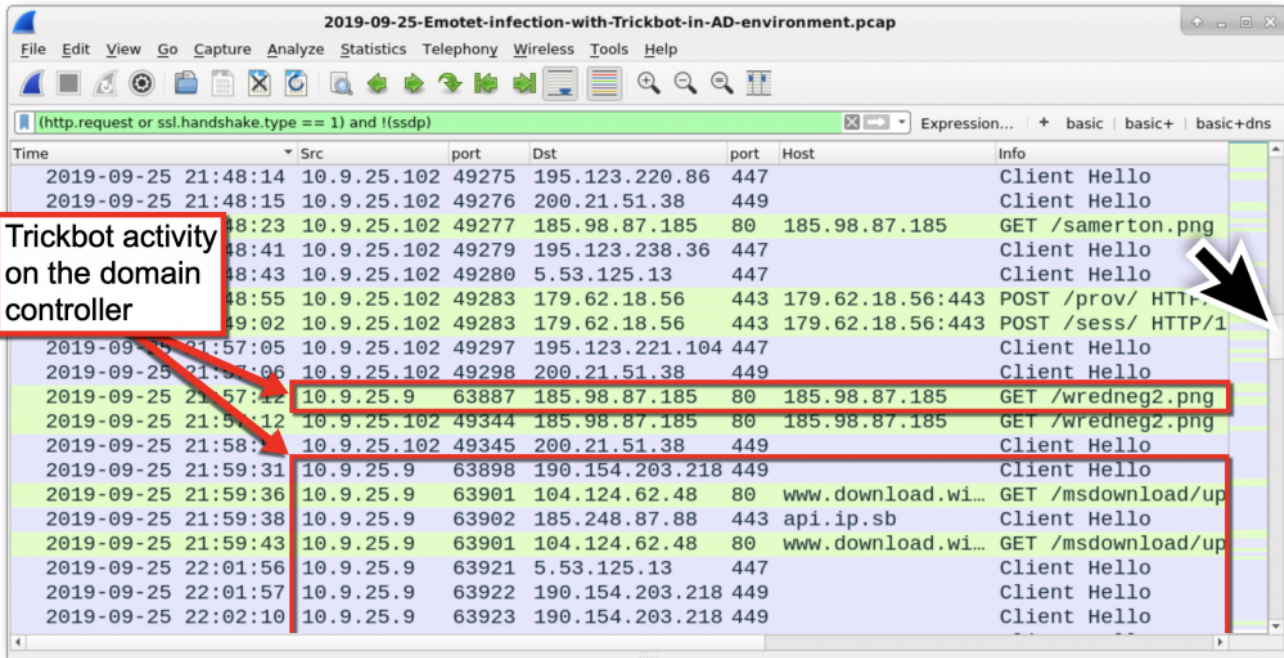 2019-09-25-Emotet-infection-with-Trickbot-in-AD-environment.pcap
File Edit View Go Capture Analyze Statistics Telephony Wireless Tools Help
(http.request or ssl.handshake.type == 1) and !(ssdp) Expression... + basic basic+ basic+dns
Time Src port Dst port Host Info
2019-09-25 21:48:14 10.9.25.102 49275 195.123.220.86 447 Client Hello
2019-09-25 21:48:15 10.9.25.102 49276 200.21.51.38 449 Client Hello
Trickbot activity
on the domain
controller
48:23 10.9.25.102 49277 185.98.87.185 80 185.98.87.185 GET /samerton.png
48:41 10.9.25.102 49279 195.123.238.36 447 Client Hello
48:43 10.9.25.102 49280 5.53.125.13 447 Client Hello
48:55 10.9.25.102 49283 179.62.18.56 443 179.62.18.56:443 POST /prov/ HTTP/
49:02 10.9.25.102 49283 179.62.18.56 443 179.62.18.56:443 POST /sess/ HTTP/1
2019-09-25 21:57:05 10.9.25.102 49297 195.123.221.104 447 Client Hello
2019-09-25 21:57:06 10.9.25.102 49298 200.21.51.38 449 Client Hello
2019-09-25 21:57:12 10.9.25.9 63887 185.98.87.185 80 185.98.87.185 GET /wredneg2.png
2019-09-25 21:57:12 10.9.25.102 49344 185.98.87.185 80 185.98.87.185 GET /wredneg2.png
2019-09-25 21:58: 10.9.25.102 49345 200.21.51.38 449 Client Hello
2019-09-25 21:59:31 10.9.25.9 63898 190.154.203.218 449 Client Hello
2019-09-25 21:59:36 10.9.25.9 63901 104.124.62.48 80 www.download.wi… GET /msdownload/up
2019-09-25 21:59:38 10.9.25.9 63902 185.248.87.88 443 api.ip.sb Client Hello
2019-09-25 21:59:43 10.9.25.9 63901 104.124.62.48 80 www.download.wi… GET /msdownload/up
2019-09-25 22:01:56 10.9.25.9 63921 5.53.125.13 447 Client Hello
2019-09-25 22:01:57 10.9.25.9 63922 190.154.203.218 449 Client Hello
2019-09-25 22:02:10 10.9.25.9 63923 190.154.203.218 449 Client Hello